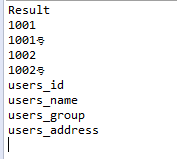 Result
1001
1001号
1002
1002号
users_id
users_name
users_group
users_address